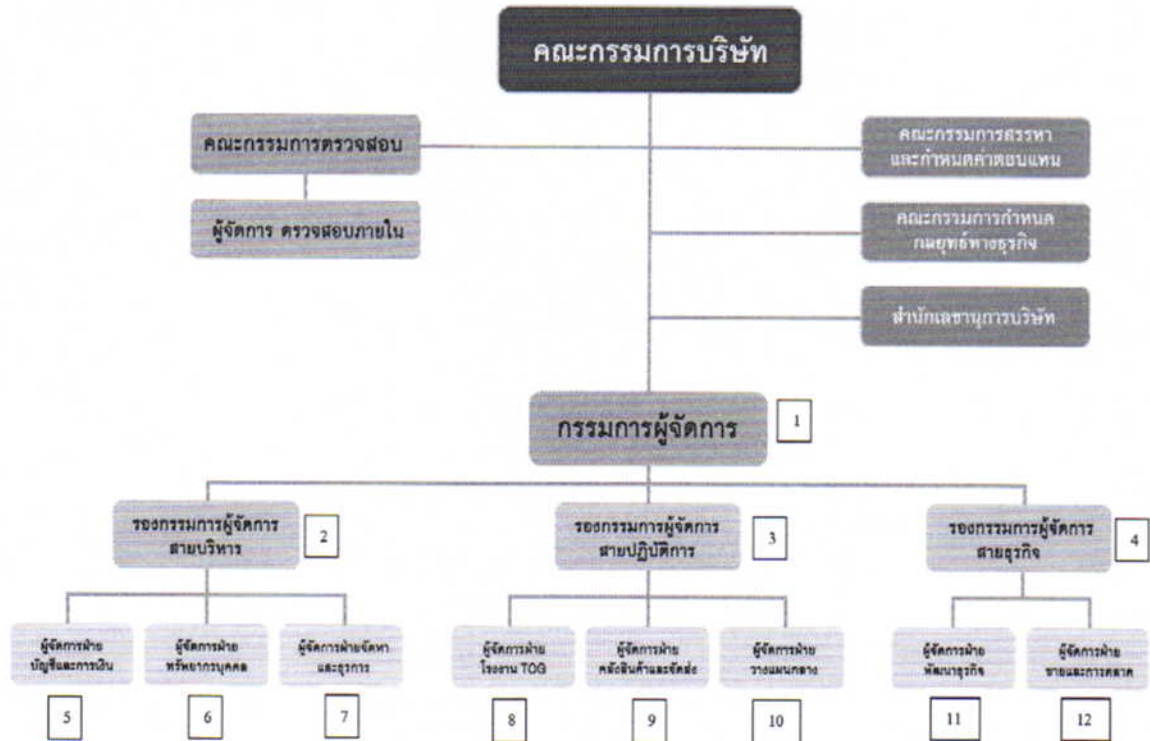 คณะกรรมการบริษัท
คณะกรรมการตรวจสอบ
คณะกรรมการสรรหา
และกำหนดค่าตอบแทน
ผู้จัดการ ตรวจสอบภายใน
คณะกรรมการกำหนด
กลยุทธ์ทางธุรกิจ
สำนักเลขานุการบริษัท
กรรมการผู้จัดการ
1
รองกรรมการผู้จัดการ
สายบริหาร
2
รองกรรมการผู้จัดการ
สายปฏิบัติการ
3
รองกรรมการผู้จัดการ
สายธุรกิจ
4
ผู้จัดการฝ่าย
บัญชีและการเงิน
ผู้จัดการฝ่าย
ทรัพยากรบุคคล
ผู้จัดการฝ่ายจัดหา
และธุรการ
ผู้จัดการฝ่าย
โรงงาน TOG
ผู้จัดการฝ่าย
คลังสินค้าและจัดส่ง
ผู้จัดการฝ่าย
วางแผนกลาง
ผู้จัดการฝ่าย
พัฒนาธุรกิจ
ผู้จัดการฝ่าย
ขายและการตลาด
5
6
7
8
9
10
11
12